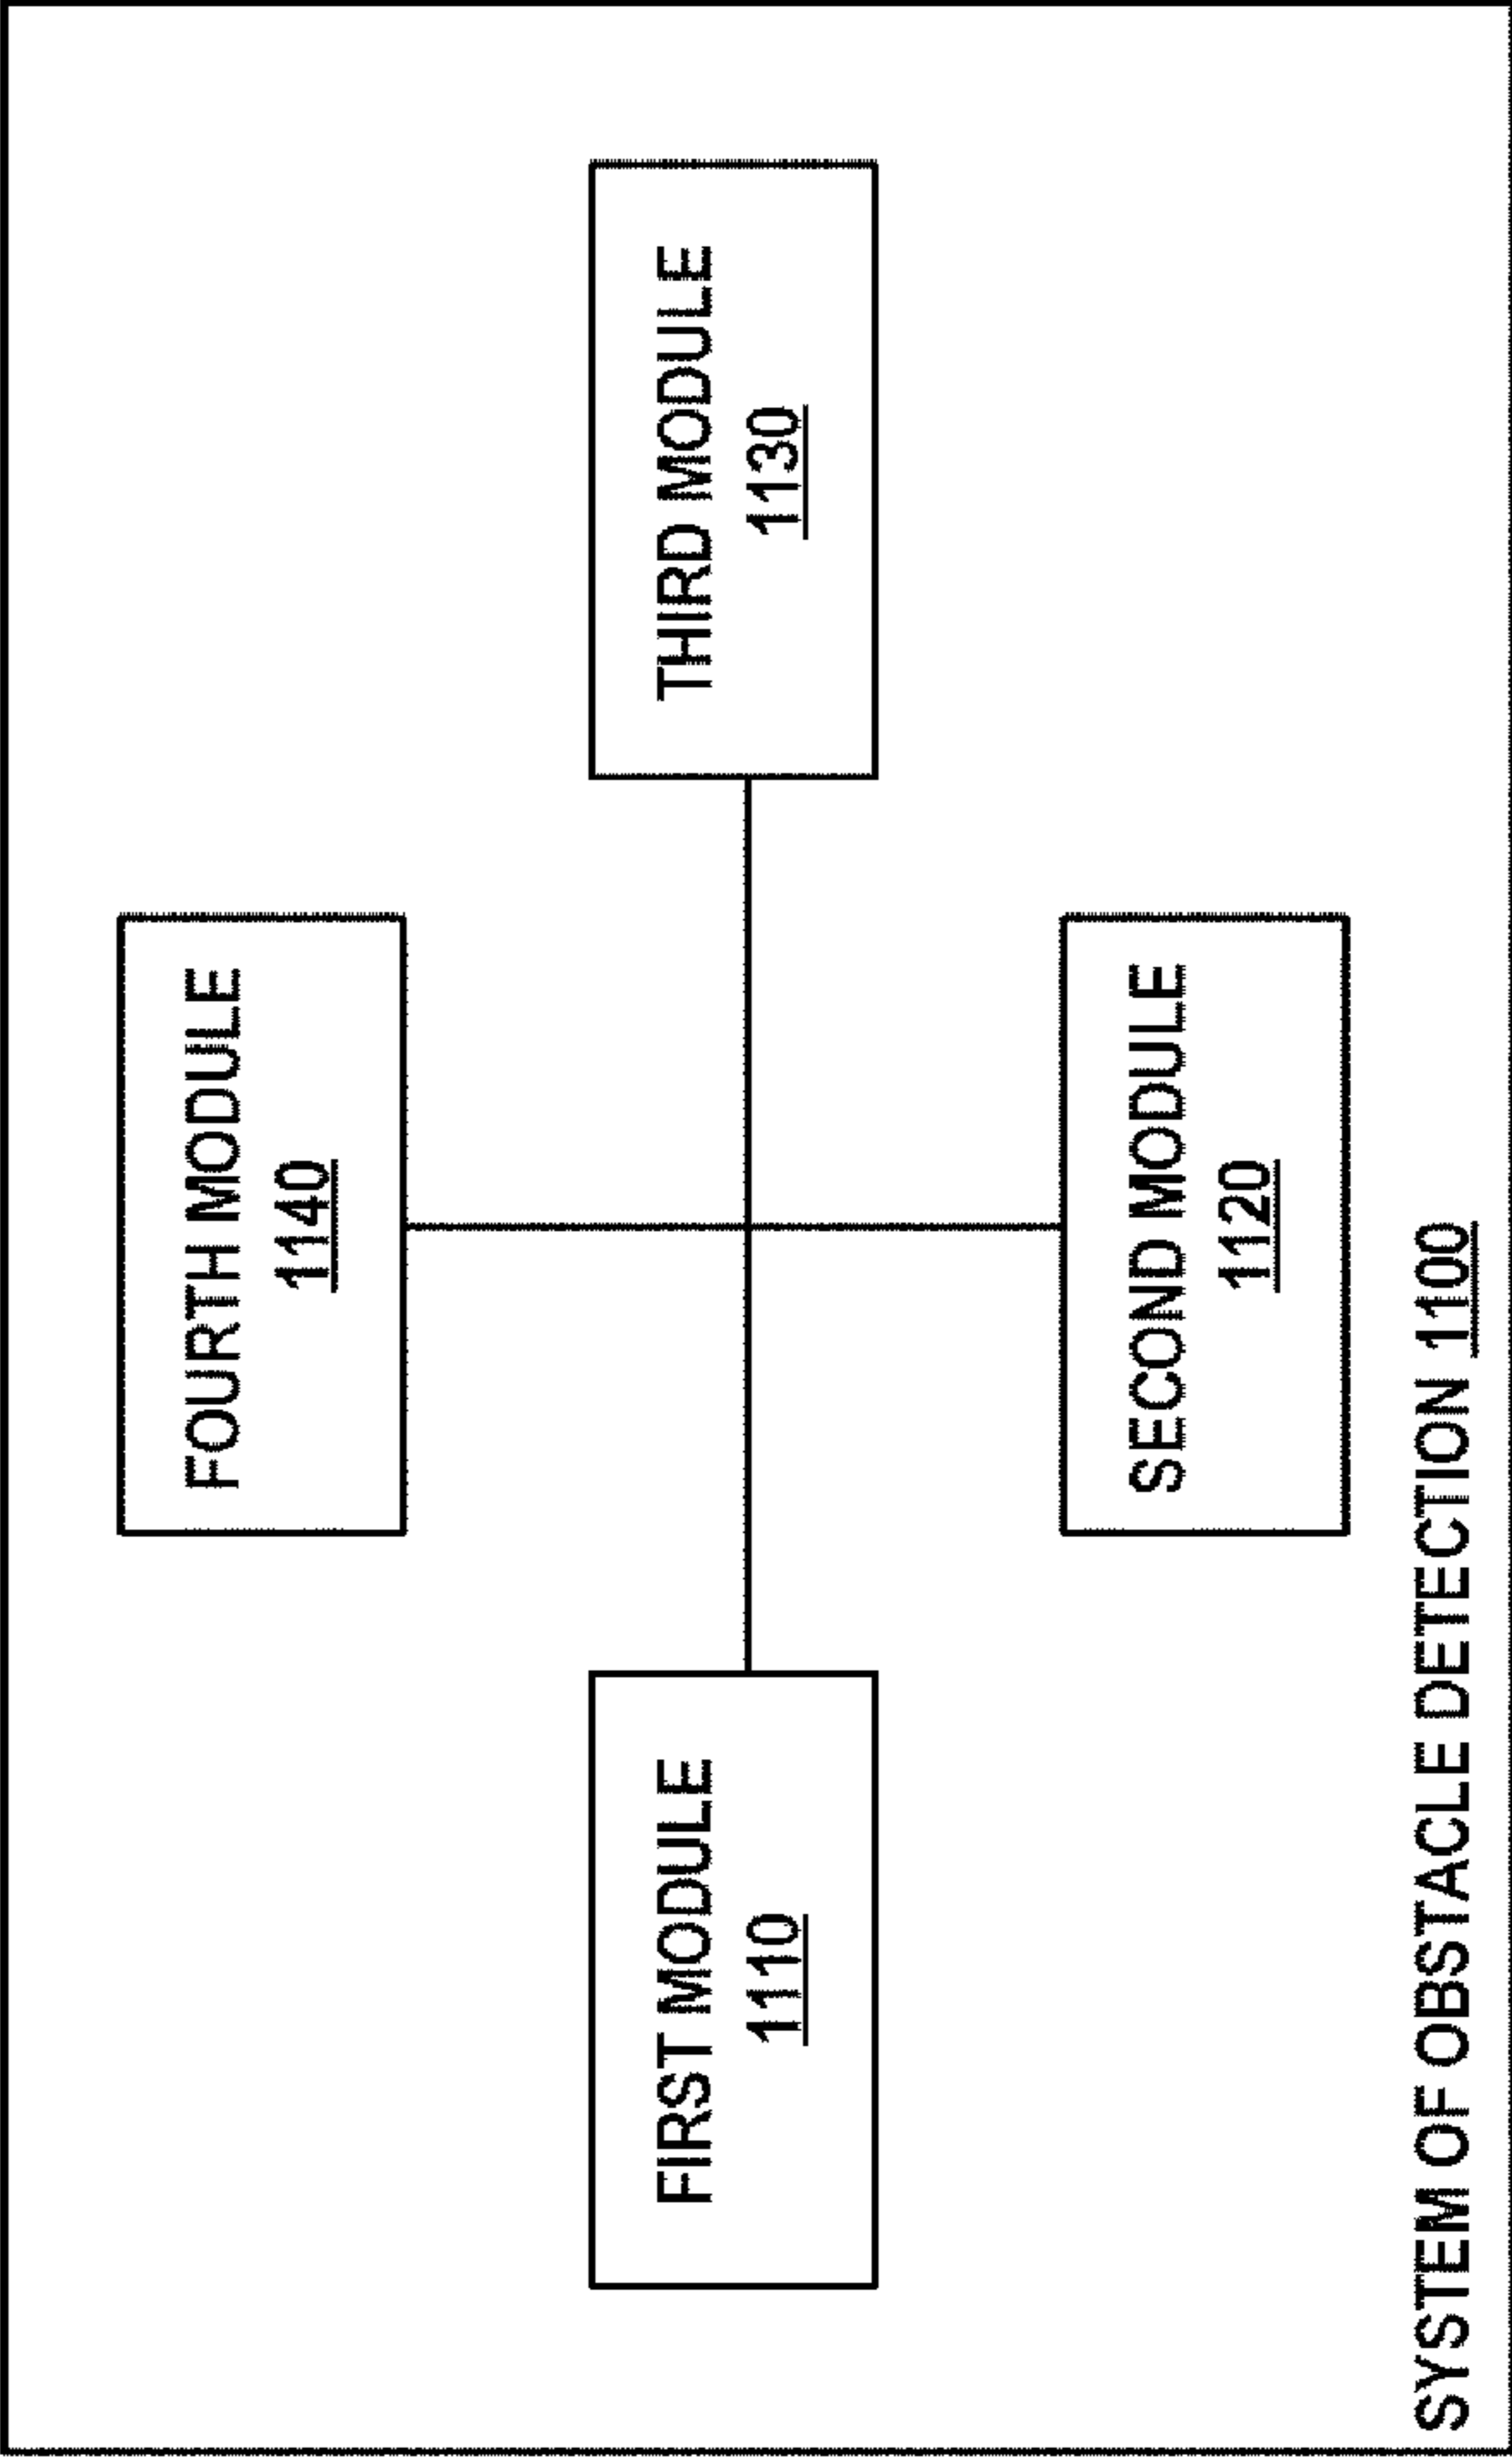 FOURTH MODULE
1140
FIRST MODULE
1110
THIRD MODULE
1130
SECOND MODULE
1120
SYSTEM OF OBSTACLE DETECTION 1100